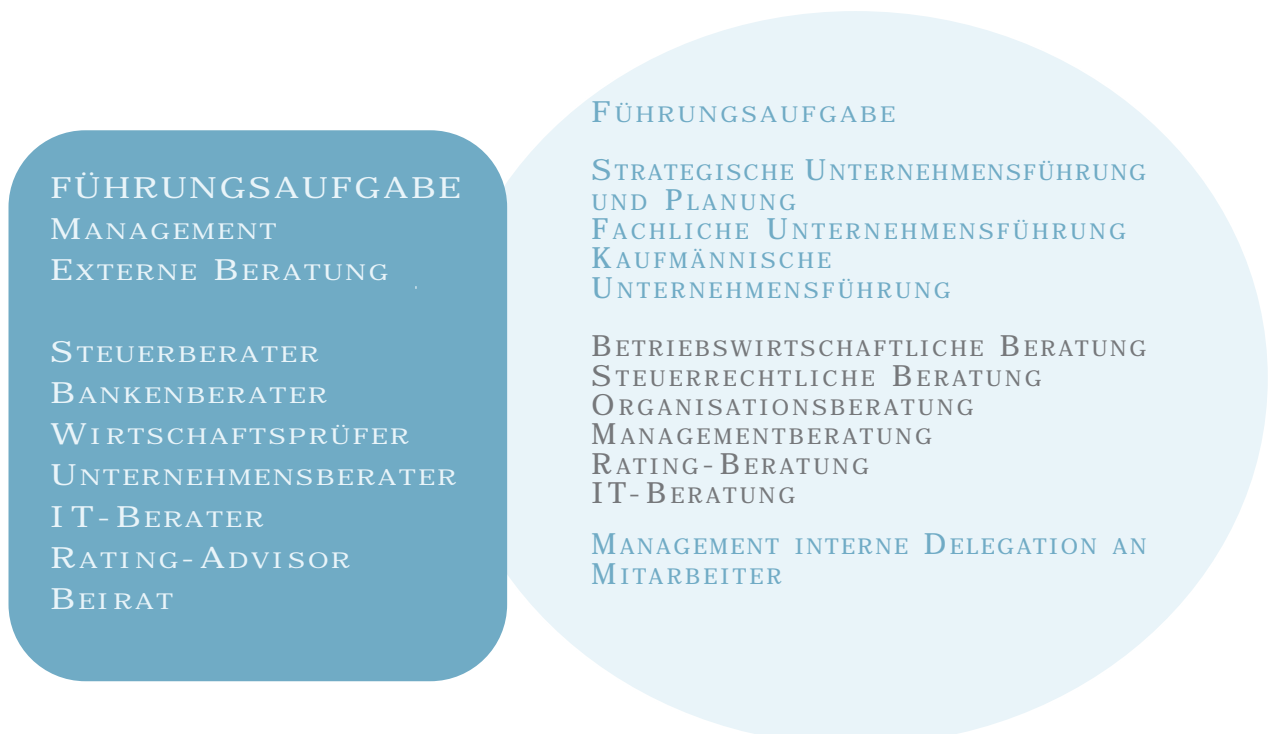 FÜHRUNGSAUFGABE
Management
Externe Beratung
Steuerberater
Bankenberater
Wirtschaftsprüfer
Unternehmensberater
IT-Berater
Rating-Advisor
Beirat
Führungsaufgabe
Strategische Unternehmensführung
und Planung
Fachliche Unternehmensführung
Kaufmännische
Unternehmensführung
Betriebswirtschaftliche Beratung
Steuerrechtliche Beratung
Organisationsberatung
Managementberatung
Rating-Beratung
IT-Beratung
Management interne Delegation an
Mitarbeiter